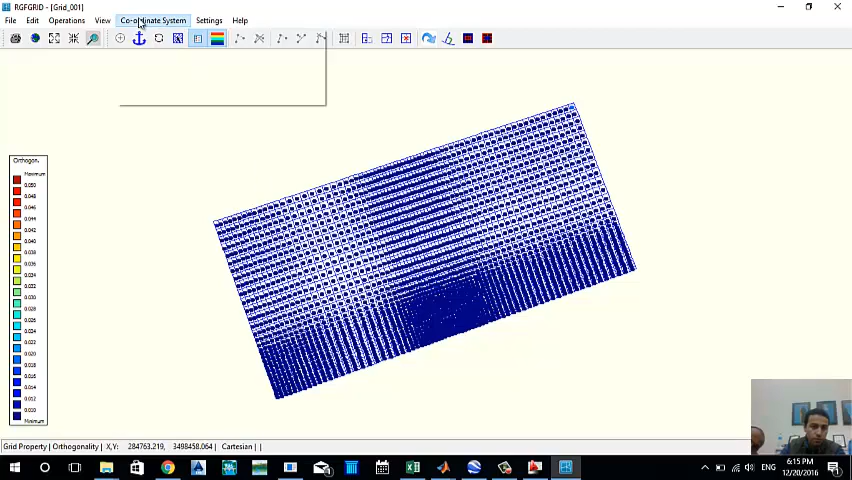 RGFGRID - [Grid_001]
File Edit Operations View Co-ordinate System Settings Help
Orthogon.
Maximum
0.050
0.048
0.046
0.044
0.042
0.040
0.038
0.036
0.034
0.032
0.030
0.028
0.026
0.024
0.022
0.020
0.018
0.016
0.014
0.012
0.010
Minimum
Grid Property | Orthogonality | X,Y: 284763.219, 3498458.064 | Cartesian | |
ENG
6:15 PM
12/20/2016